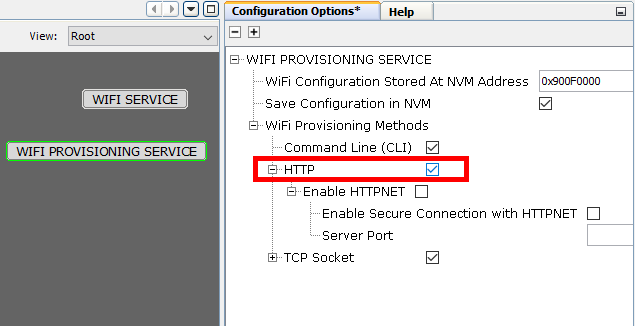 View: Root
WIFI SERVICE
WIFI PROVISIONING SERVICE
Configuration Options* Help
WIFI PROVISIONING SERVICE
WiFi Configuration Stored At NVM Address 0x900F0000
Save Configuration in NVM
WiFi Provisioning Methods
Command Line (CLI)
HTTP
Enable HTTPNET
Enable Secure Connection with HTTPNET
Server Port
TCP Socket